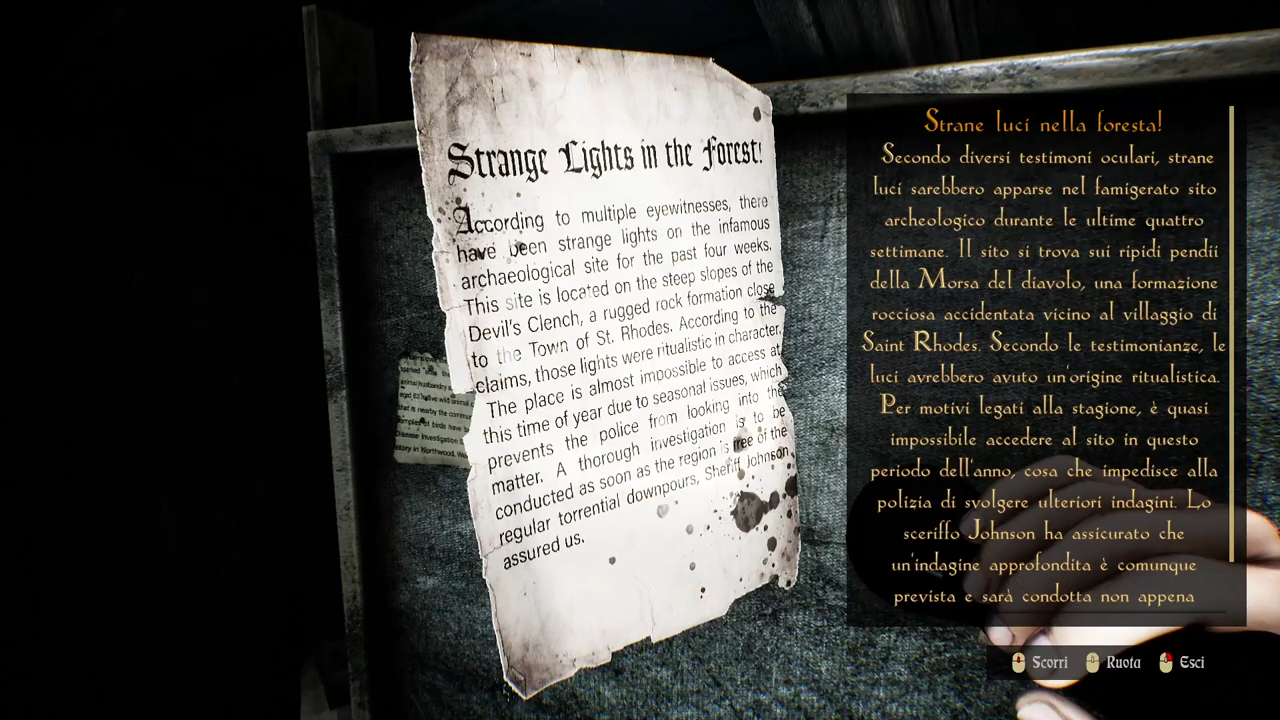 Strange Lights in the Forest!
According to multiple eyewitnesses, there
have been strange lights on the infamous
archaeological site for the past four weeks.
This site is located on the steep slopes of the
Devil's Clench, a rugged rock formation close
to the Town of St. Rhodes. According to the
claims, those lights were ritualistic in character.
The place is almost impossible to access at
this time of year due to seasonal issues, which
prevents the police from looking into the
matter. A thorough investigation is to be
conducted as soon as the region is free of the
regular torrential downpours, Sheriff Johnson
assured us.
animal husbandry
that is nearby the
Strane luci nella foresta!
Secondo diversi testimoni oculari, strane
luci sarebbero apparse nel famigerato sito
archeologico durante le ultime quattro
settimane. Il sito si trova sui ripidi pendii
della Morsa del diavolo, una formazione
rocciosa accidentata vicino al villaggio di
Saint Rhodes. Secondo le testimonianze, le
luci avrebbero avuto un'origine ritualistica.
Per motivi legati alla stagione, è quasi
impossibile accedere al sito in questo
periodo dell'anno, cosa che impedisce alla
polizia di svolgere ulteriori indagini. Lo
sceriffo Johnson ha assicurato che
un'indagine approfondita è comunque
prevista e sarà condotta non appena
Scorri Ruota Esci